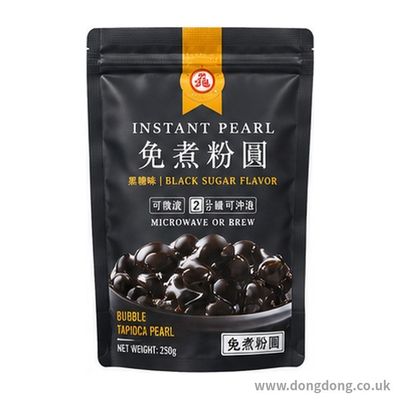 INSTANT PEARL
免煮粉圓
黑糖味 | BLACK SUGAR FLAVOR
可微波 2分鐘可沖泡
MICROWAVE OR BREW
BUBBLE
TAPIOCA PEARL
NET WEIGHT: 250g
免煮粉圓
www.dongdong.co.uk